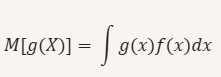 M[g(X)] = ∫ g(x)f(x)dx